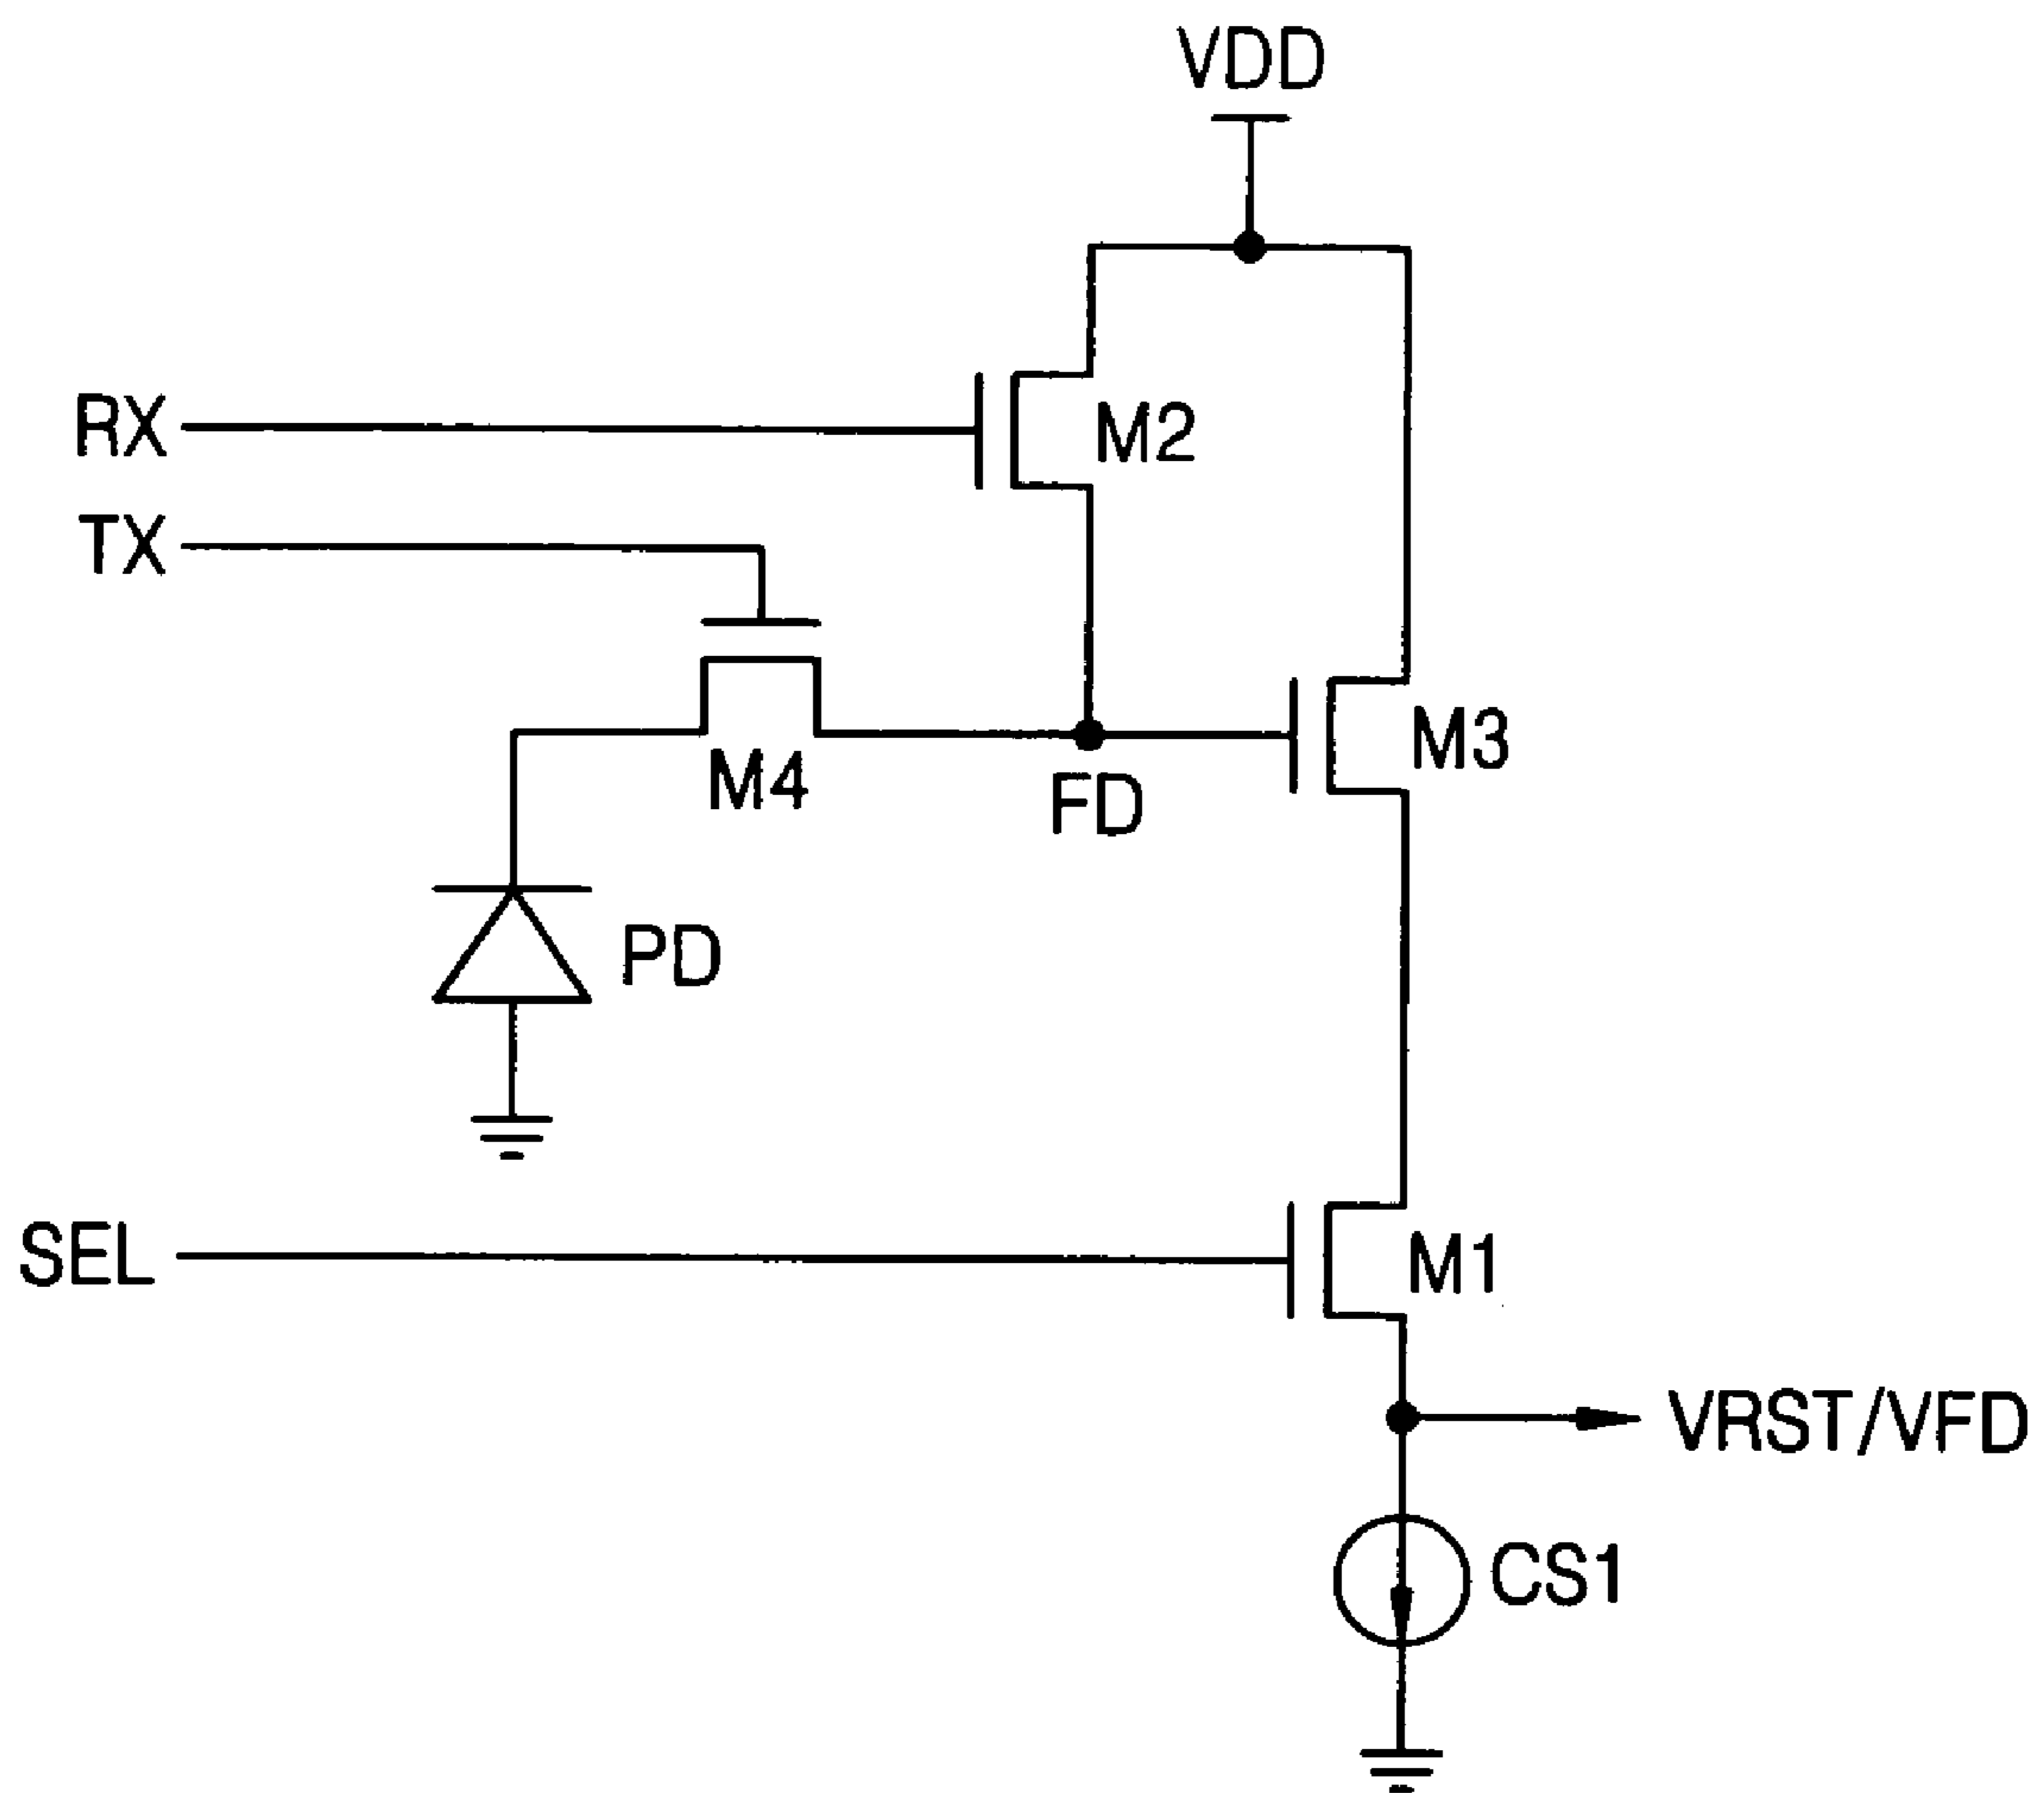 VDD
RX
M2
TX
M3
M4
FD
PD
SEL
M1
VRST/VFD
CS1